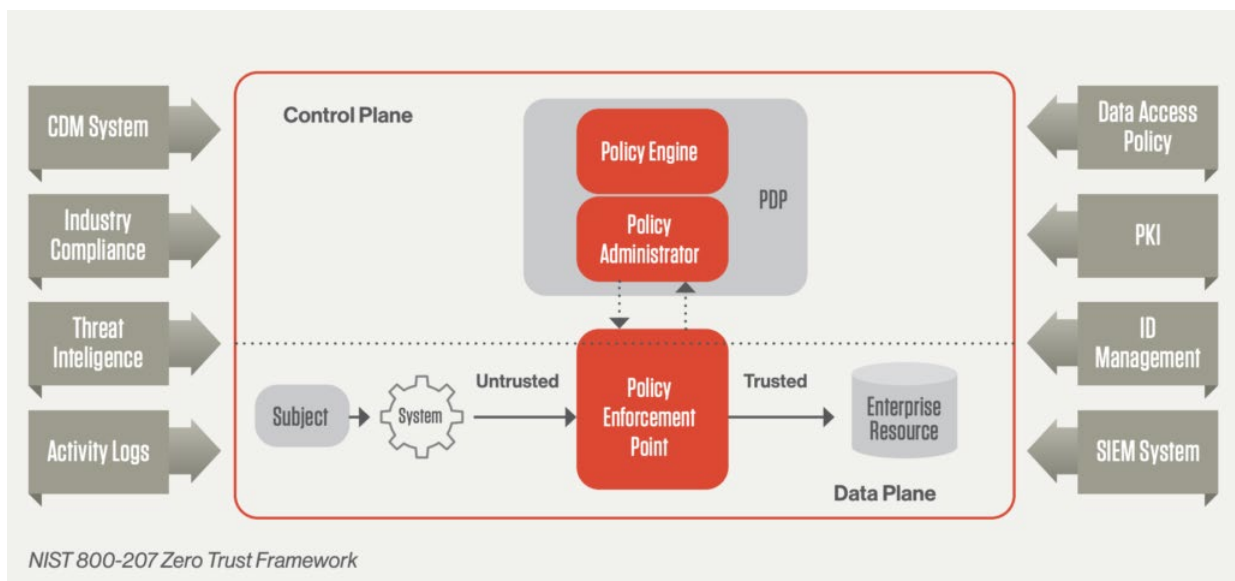 CDM System
Industry
Compliance
Threat
Inteligence
Activity Logs
Control Plane
Policy Engine
Policy
Administrator
PDP
Subject
System
Untrusted
Policy
Enforcement
Point
Trusted
Enterprise
Resource
Data Plane
Data Access
Policy
PKI
ID
Management
SIEM System
NIST 800-207 Zero Trust Framework